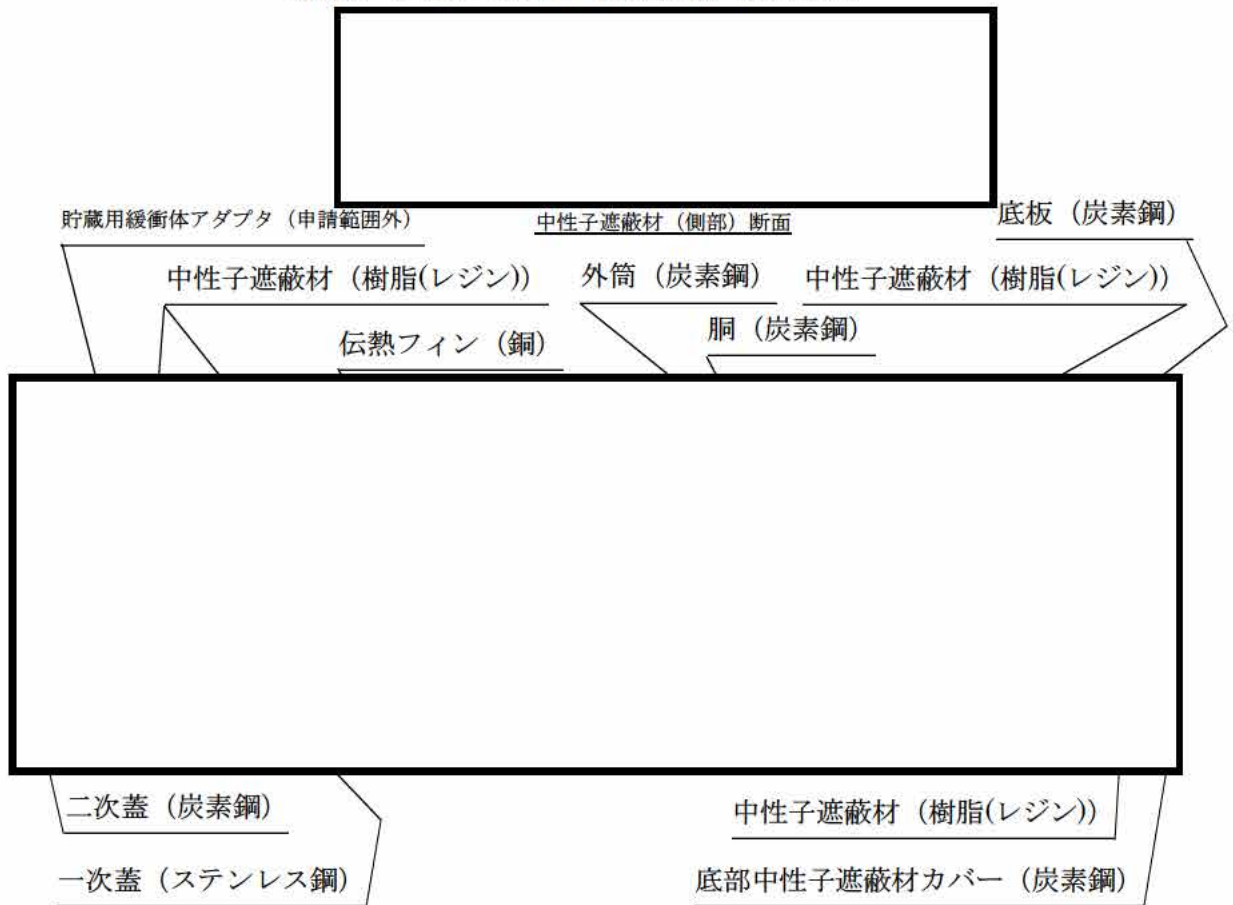 貯蔵用緩衝体アダプタ（申請範囲外）
中性子遮蔽材（側部）断面
底板（炭素鋼）
中性子遮蔽材（樹脂(レジン)）
外筒（炭素鋼）
中性子遮蔽材（樹脂(レジン)）
伝熱フィン（銅）
胴（炭素鋼）
二次蓋（炭素鋼）
中性子遮蔽材（樹脂(レジン)）
一次蓋（ステンレス鋼）
底部中性子遮蔽材カバー（炭素鋼）